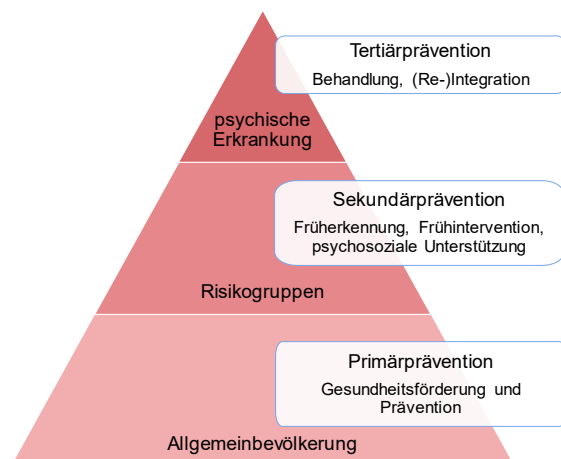 Tertiärprävention
Behandlung, (Re-)Integration
psychische
Erkrankung
Sekundärprävention
Früherkennung, Frühintervention,
psychosoziale Unterstützung
Risikogruppen
Primärprävention
Gesundheitsförderung und
Prävention
Allgemeinbevölkerung